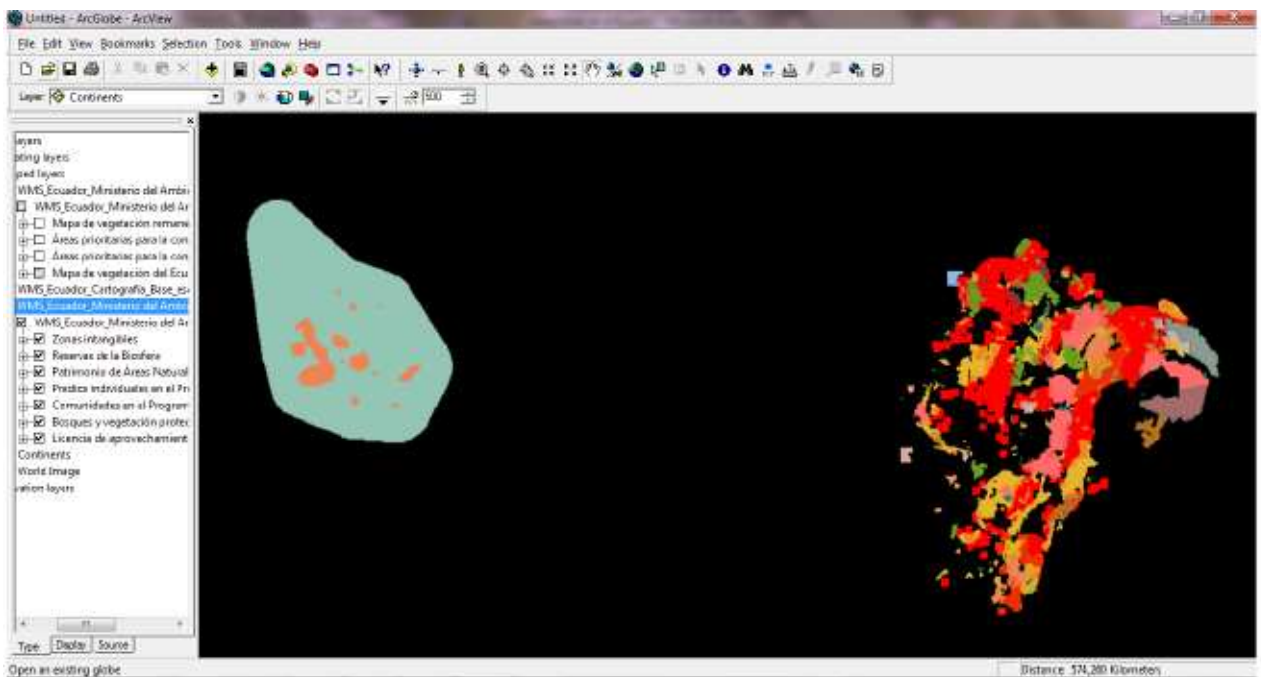 Untitled - ArcGlobe - ArcView
File Edit View Bookmarks Selection Tools Window Help
Layer: Continents
500
ayers
ating layers
ped layers
WMS_Ecuador_Ministerio del Ambi
WMS_Ecuador_Ministerio del Ar
Mapa de vegetación remane
Áreas prioritarias para la con
Áreas prioritarias para la con
Mapa de vegetación del Ecu
WMS_Ecuador_Cartografía_Base_es
WMS_Ecuador_Ministerio del Ambi
WMS_Ecuador_Ministerio del Ar
Zonas intangibles
Reservas de la Biosfera
Patrimonio de Áreas Natural
Predios individuales en el Pr
Comunidades en el Program
Bosques y vegetación protec
Licencia de aprovechamient
Continents
World Image
vation layers
Type Display Source
Open an existing globe
Distance 574,280 Kilometers